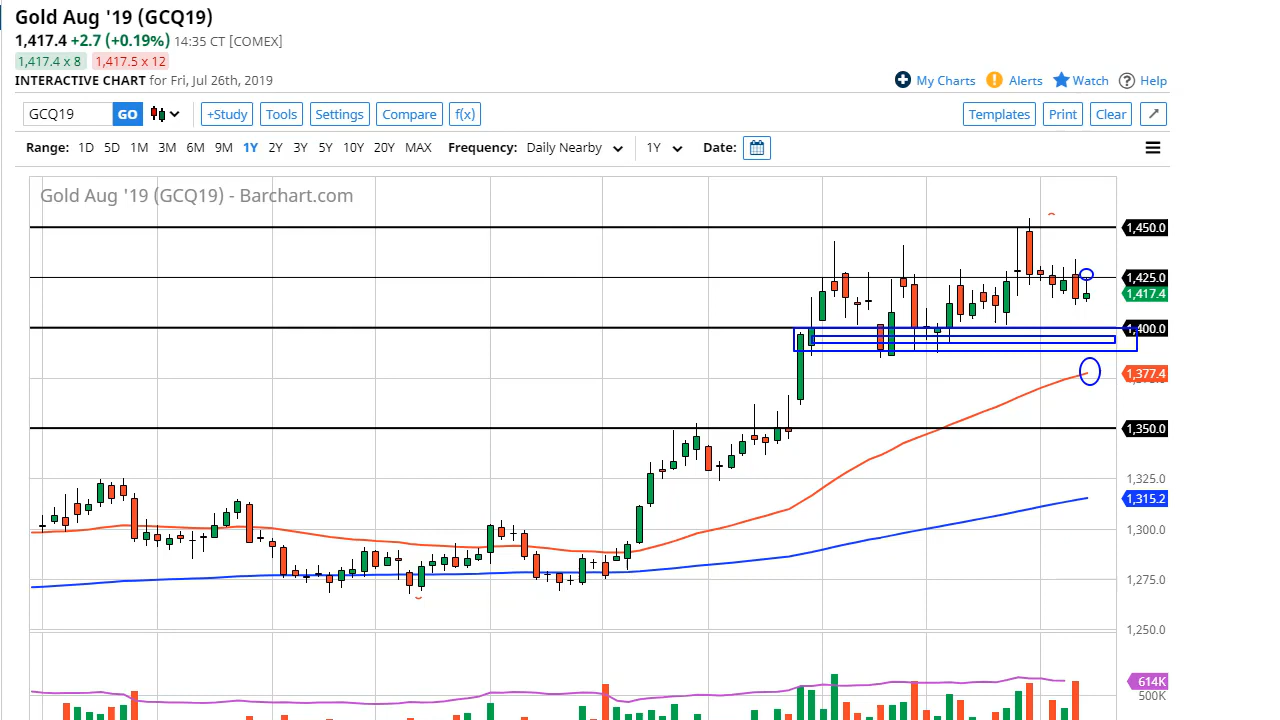 Gold Aug '19 (GCQ19)
1,417.4 +2.7 (+0.19%) 14:35 CT [COMEX]
1,417.4 x 8 1,417.5 x 12
INTERACTIVE CHART for Fri, Jul 26th, 2019
My Charts Alerts Watch Help
GCQ19 GO +Study Tools Settings Compare f(x) Templates Print Clear
Range: 1D 5D 1M 3M 6M 9M 1Y 2Y 3Y 5Y 10Y 20Y MAX Frequency: Daily Nearby 1Y Date:
Gold Aug '19 (GCQ19) - Barchart.com
1,450.0
1,425.0
1,417.4
1,400.0
1,377.4
1,350.0
1,325.0
1,315.2
1,300.0
1,275.0
1,250.0
614K
500K